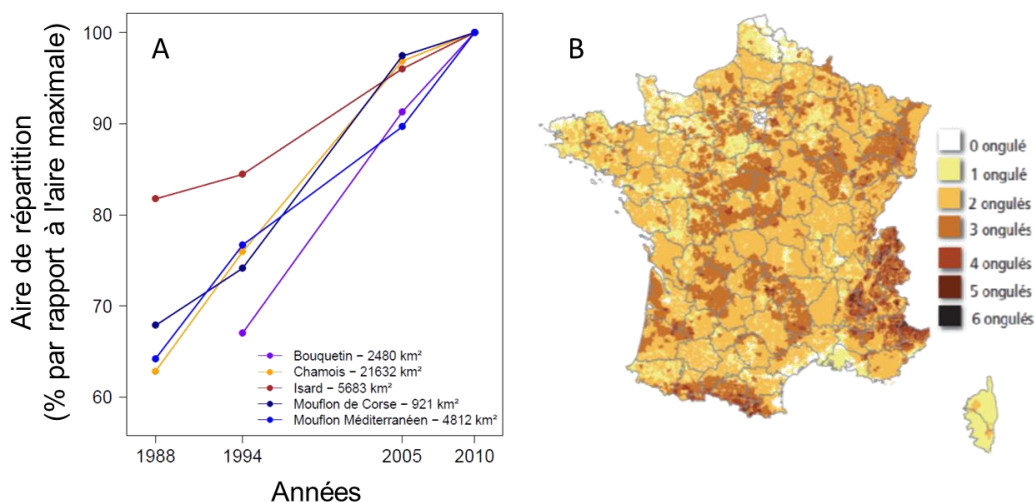 A
B
Aire de répartition
(% par rapport à l'aire maximale)
100
90
80
70
60
Bouquetin − 2480 km²
Chamois − 21632 km²
Isard − 5683 km²
Mouflon de Corse − 921 km²
Mouflon Méditerranéen − 4812 km²
1988
1994
2005
2010
Années
0 ongulé
1 ongulé
2 ongulés
3 ongulés
4 ongulés
5 ongulés
6 ongulés